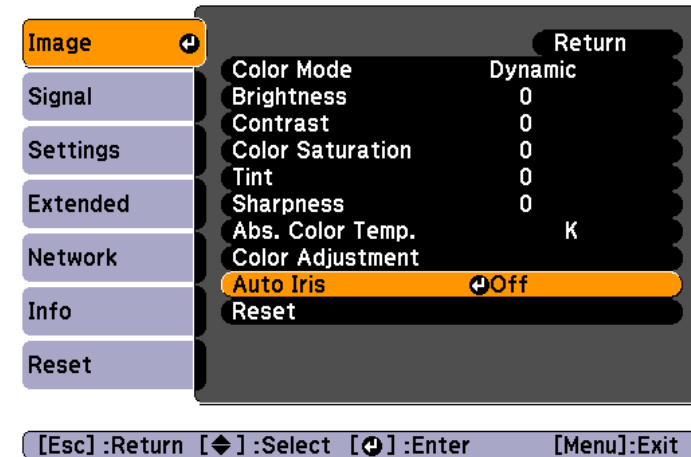 Image
Signal
Settings
Extended
Network
Info
Reset
Return
Color Mode Dynamic
Brightness 0
Contrast 0
Color Saturation 0
Tint 0
Sharpness 0
Abs. Color Temp. K
Color Adjustment
Auto Iris Off
Reset
[Esc] :Return [◆] :Select [⏎] :Enter [Menu]:Exit